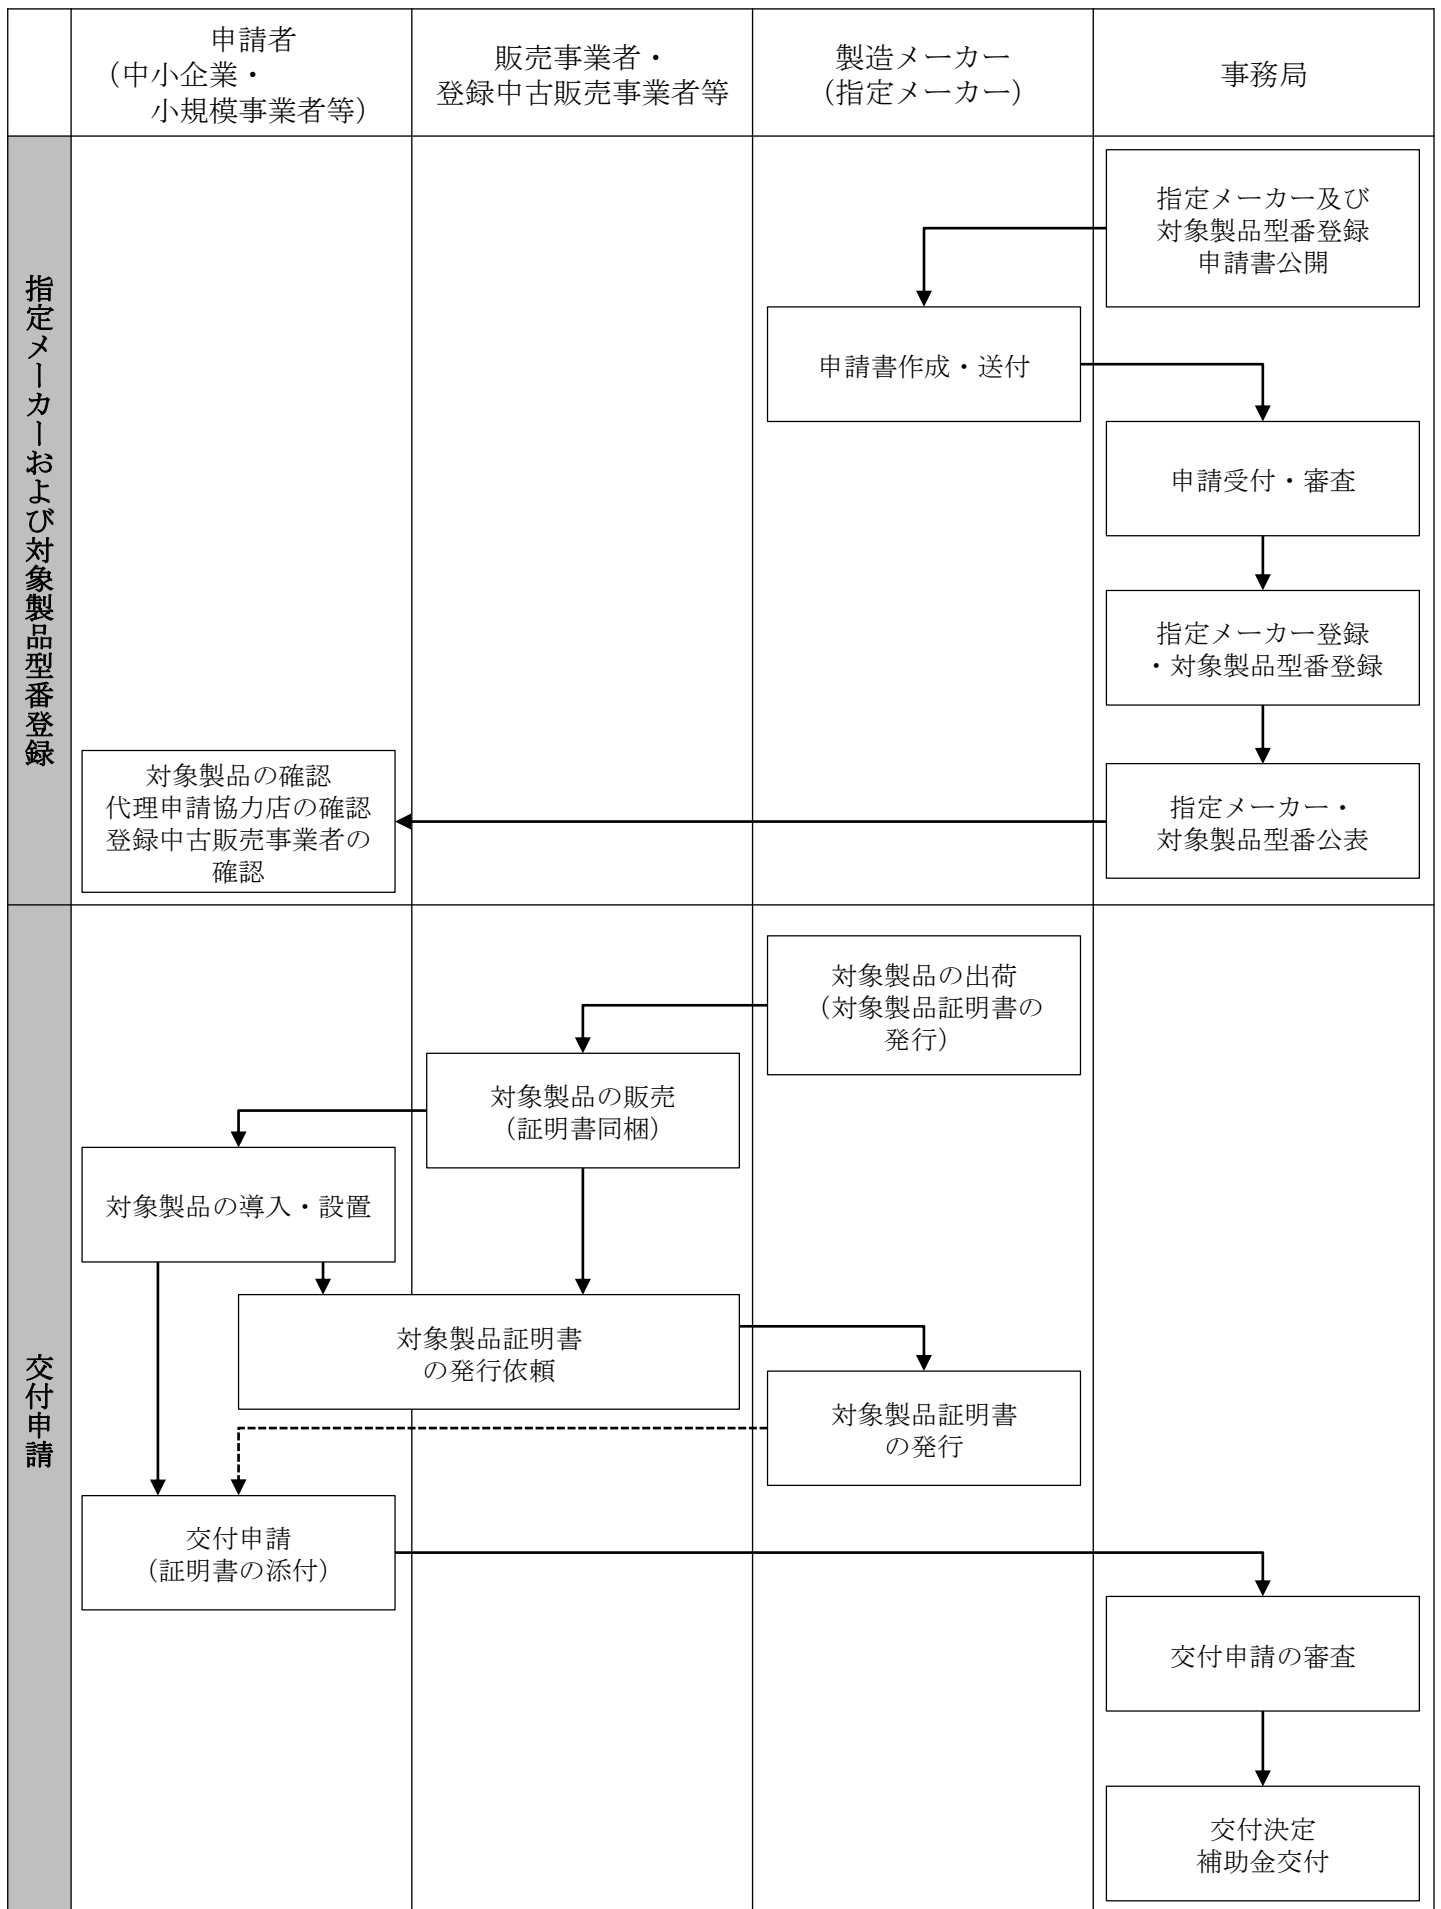 申請者
（中小企業・
小規模事業者等）
販売事業者・
登録中古販売事業者等
製造メーカー
（指定メーカー）
事務局
指定メーカーおよび対象製品型番登録
指定メーカー及び
対象製品型番登録
申請書公開
申請書作成・送付
申請受付・審査
指定メーカー登録
・対象製品型番登録
対象製品の確認
代理申請協力店の確認
登録中古販売事業者の
確認
指定メーカー・
対象製品型番公表
交付申請
対象製品の出荷
（対象製品証明書の
発行）
対象製品の販売
（証明書同梱）
対象製品の導入・設置
対象製品証明書
の発行依頼
対象製品証明書
の発行
交付申請
（証明書の添付）
交付申請の審査
交付決定
補助金交付